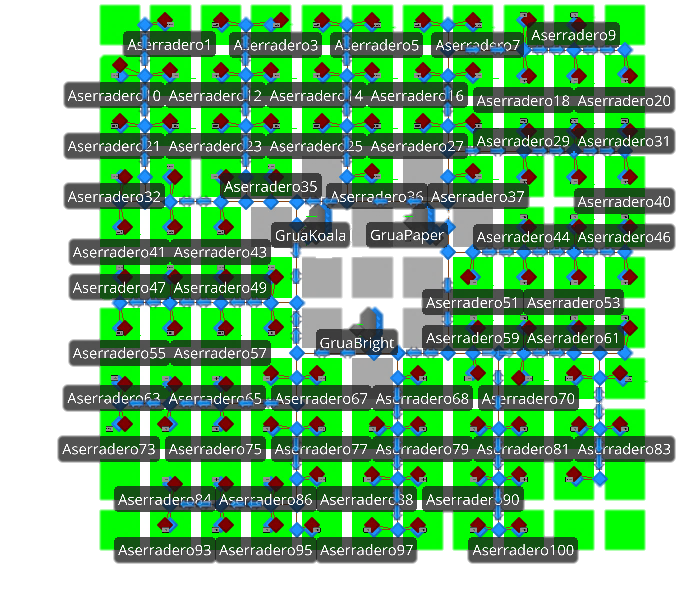 Aserradero1 Aserradero3 Aserradero5 Aserradero7 Aserradero9
Aserradero10 Aserradero12 Aserradero14 Aserradero16 Aserradero18 Aserradero20
Aserradero21 Aserradero23 Aserradero25 Aserradero27 Aserradero29 Aserradero31
Aserradero32 Aserradero35 Aserradero36 Aserradero37 Aserradero40
GruaKoala GruaPaper Aserradero44 Aserradero46
Aserradero41 Aserradero43
Aserradero47 Aserradero49 Aserradero51 Aserradero53
Aserradero55 Aserradero57 GruaBright Aserradero59 Aserradero61
Aserradero63 Aserradero65 Aserradero67 Aserradero68 Aserradero70
Aserradero73 Aserradero75 Aserradero77 Aserradero79 Aserradero81 Aserradero83
Aserradero84 Aserradero86 Aserradero88 Aserradero90
Aserradero93 Aserradero95 Aserradero97 Aserradero100